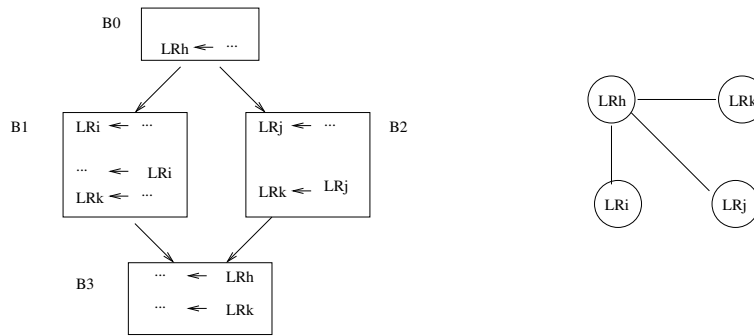 B0
LRh ← ...
B1
LRi ← ...
... ← LRi
LRk ← ...
B2
LRj ← ...
LRk ← LRj
B3
... ← LRh
... ← LRk
LRh
LRk
LRi
LRj